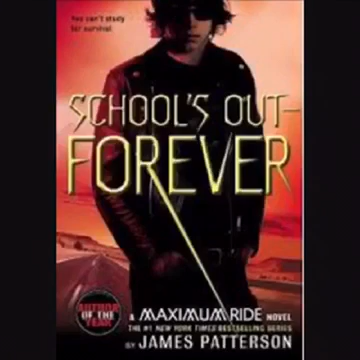 You can't study
for survival.
SCHOOL'S OUT—
FOREVER
AUTHOR
OF THE
YEAR
A MAXIMUM RIDE NOVEL
THE #1 NEW YORK TIMES BESTSELLING SERIES
BY JAMES PATTERSON